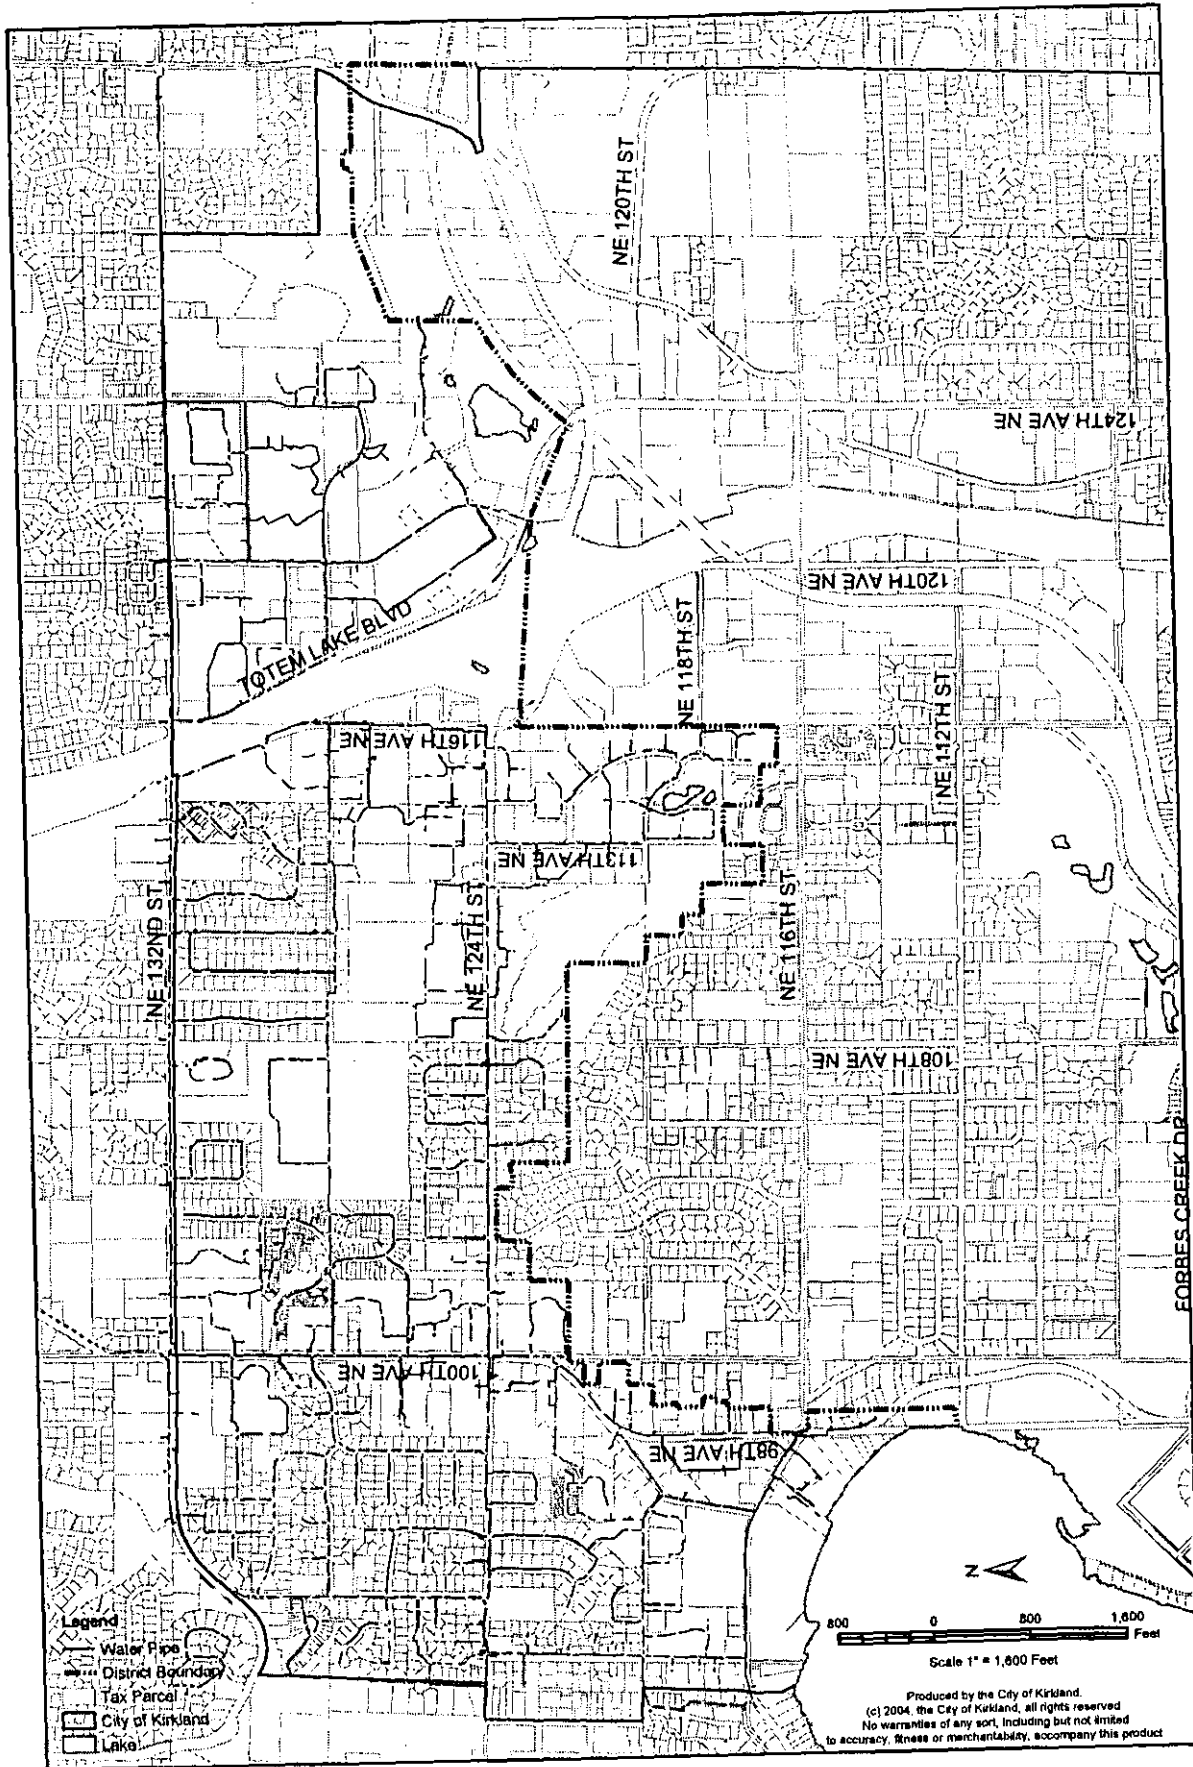 NE 120TH ST
124TH AVE NE
120TH AVE NE
TOTEM LAKE BLVD
NE 118TH ST
NE 112TH ST
116TH AVE NE
113TH AVE NE
NE 132ND ST
NE 124TH ST
NE 116TH ST
108TH AVE NE
FORBES CREEK DR
100TH AVE NE
98TH AVE NE
N
Legend
Water Pipe
District Boundary
Tax Parcel
City of Kirkland
Lake
800 0 800 1,600
Feet
Scale 1" = 1,600 Feet
Produced by the City of Kirkland.
(c) 2004, the City of Kirkland, all rights reserved
No warranties of any sort, including but not limited
to accuracy, fitness or merchantability, accompany this product